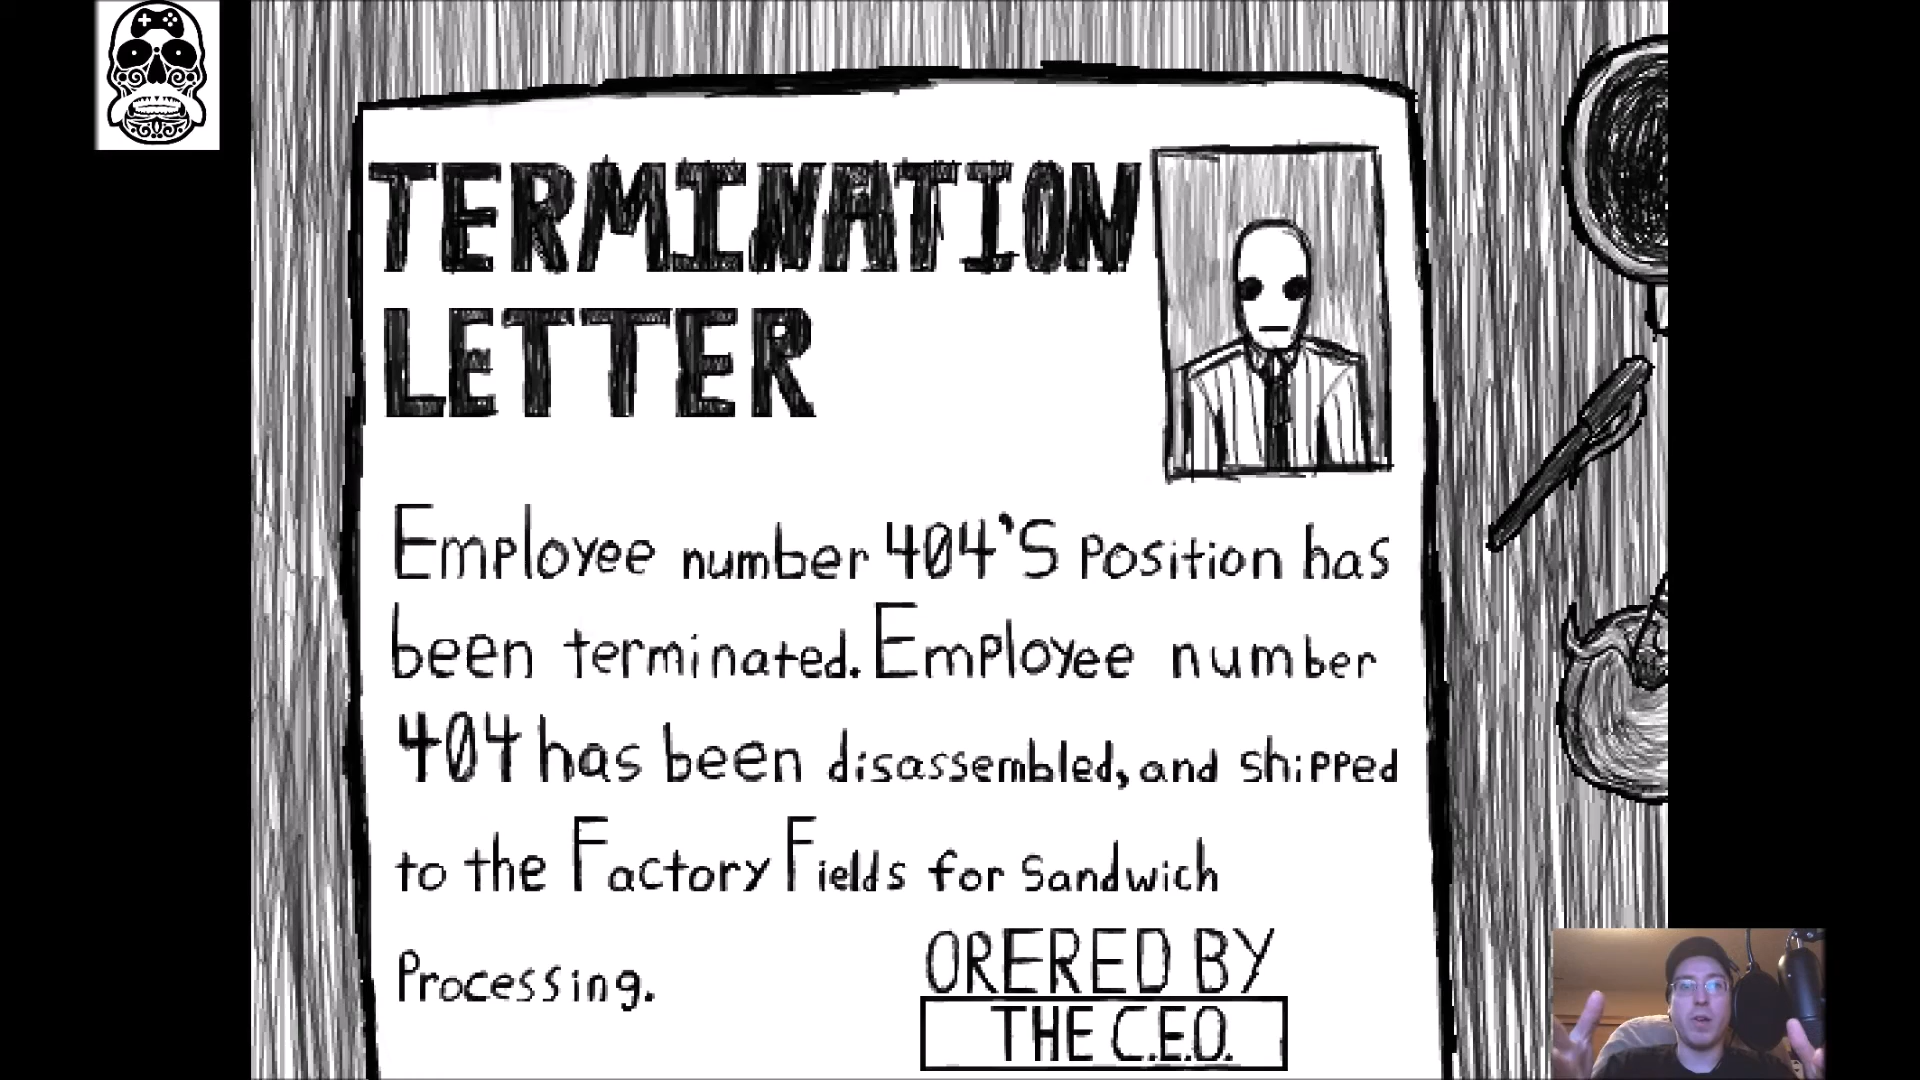 TERMINATION
LETTER
Employee number 404'S Position has
been terminated. Employee number
404 has been disassembled, and shipped
to the Factory Fields for Sandwich
Processing.
ORERED BY
THE C.E.O.